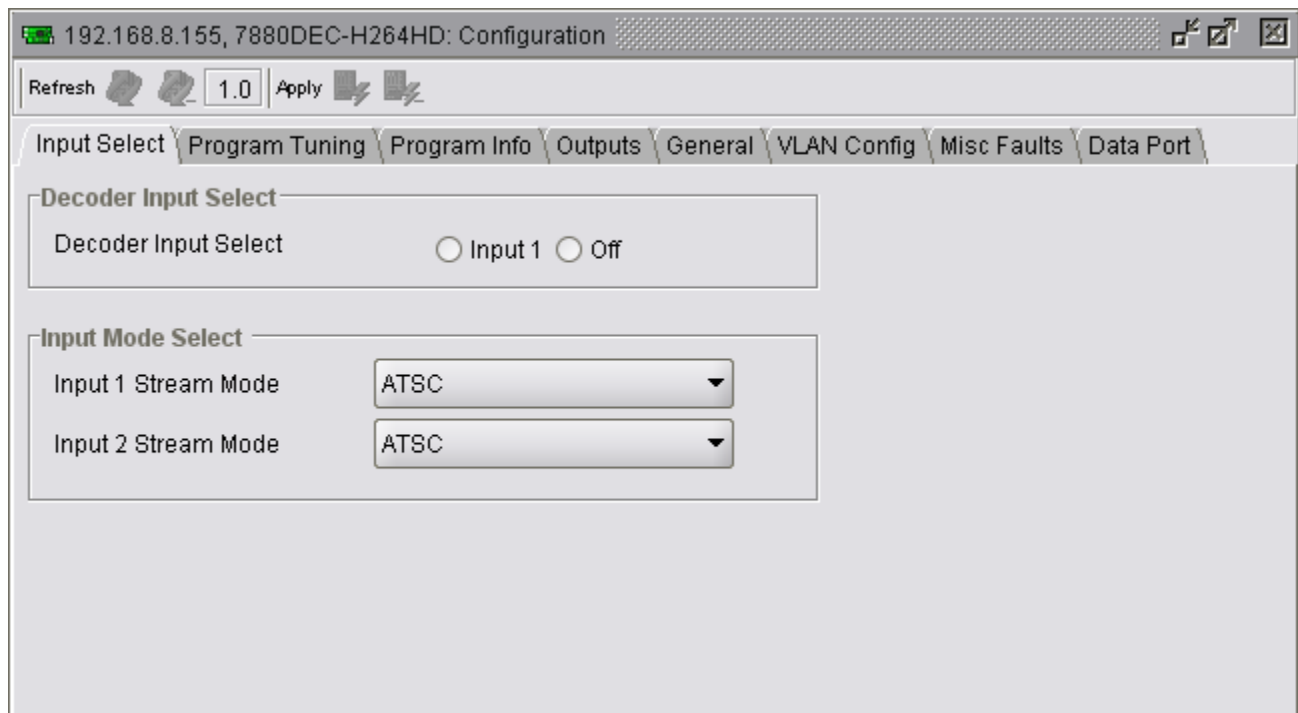 192.168.8.155, 7880DEC-H264HD: Configuration
Refresh 1.0 Apply
Input Select Program Tuning Program Info Outputs General VLAN Config Misc Faults Data Port
Decoder Input Select
Decoder Input Select Input 1 Off
Input Mode Select
Input 1 Stream Mode ATSC
Input 2 Stream Mode ATSC